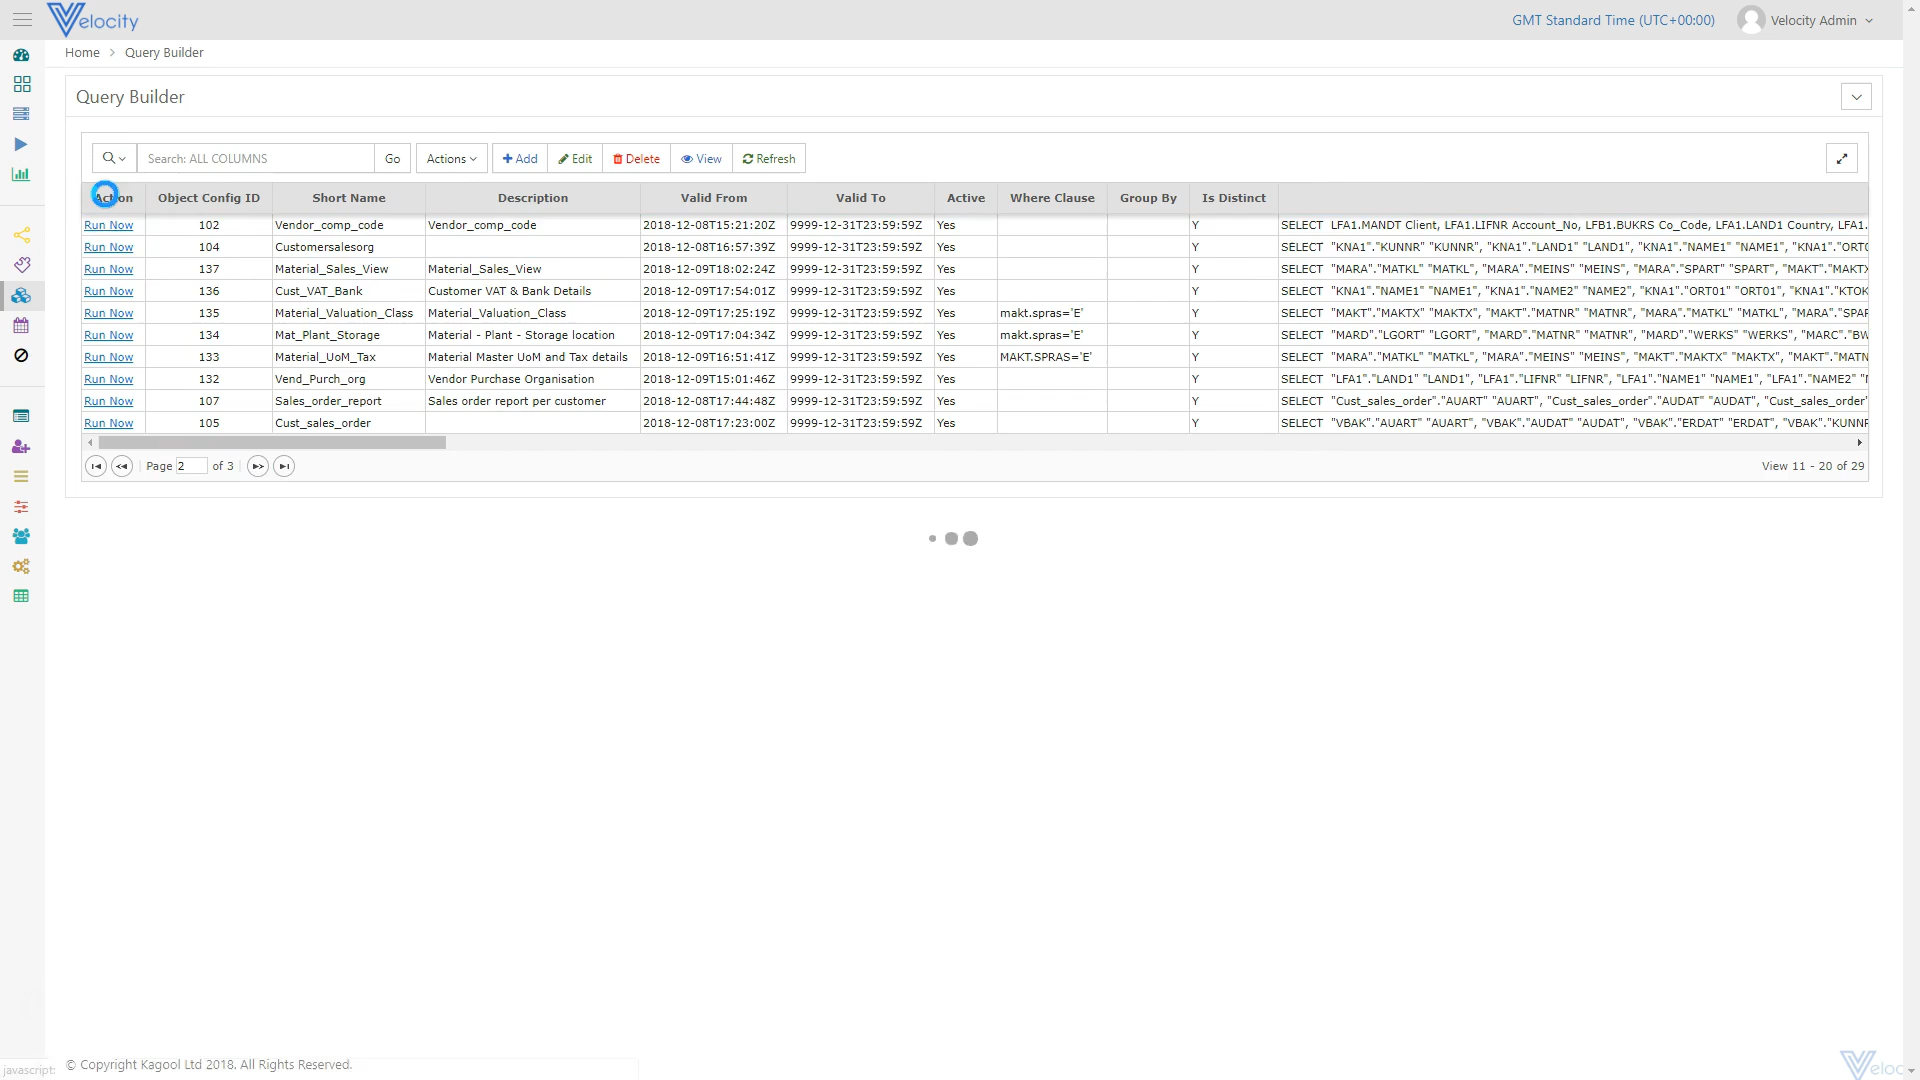 Velocity
GMT Standard Time (UTC+00:00)
Velocity Admin
Home > Query Builder
Query Builder
Search: ALL COLUMNS Go Actions Add Edit Delete View Refresh
Action Object Config ID Short Name Description Valid From Valid To Active Where Clause Group By Is Distinct
Run Now 102 Vendor_comp_code Vendor_comp_code 2018-12-08T15:21:20Z 9999-12-31T23:59:59Z Yes Y SELECT LFA1.MANDT Client, LFA1.LIFNR Account_No, LFB1.BUKRS Co_Code, LFA1.LAND1 Country, LFA1.
Run Now 104 Customersalesorg 2018-12-08T16:57:39Z 9999-12-31T23:59:59Z Yes Y SELECT "KNA1"."KUNNR" "KUNNR", "KNA1"."LAND1" "LAND1", "KNA1"."NAME1" "NAME1", "KNA1"."ORT0
Run Now 137 Material_Sales_View Material_Sales_View 2018-12-09T18:02:24Z 9999-12-31T23:59:59Z Yes Y SELECT "MARA"."MATKL" "MATKL", "MARA"."MEINS" "MEINS", "MARA"."SPART" "SPART", "MAKT"."MAKTX
Run Now 136 Cust_VAT_Bank Customer VAT & Bank Details 2018-12-09T17:54:01Z 9999-12-31T23:59:59Z Yes Y SELECT "KNA1"."NAME1" "NAME1", "KNA1"."NAME2" "NAME2", "KNA1"."ORT01" "ORT01", "KNA1"."KTOK
Run Now 135 Material_Valuation_Class Material_Valuation_Class 2018-12-09T17:25:19Z 9999-12-31T23:59:59Z Yes makt.spras='E' Y SELECT "MAKT"."MAKTX" "MAKTX", "MAKT"."MATNR" "MATNR", "MARA"."MATKL" "MATKL", "MARA"."SPAR
Run Now 134 Mat_Plant_Storage Material - Plant - Storage location 2018-12-09T17:04:34Z 9999-12-31T23:59:59Z Yes Y SELECT "MARD"."LGORT" "LGORT", "MARD"."MATNR" "MATNR", "MARD"."WERKS" "WERKS", "MARC"."BW
Run Now 133 Material_UoM_Tax Material Master UoM and Tax details 2018-12-09T16:51:41Z 9999-12-31T23:59:59Z Yes MAKT.SPRAS='E' Y SELECT "MARA"."MATKL" "MATKL", "MARA"."MEINS" "MEINS", "MAKT"."MAKTX" "MAKTX", "MAKT"."MATN
Run Now 132 Vend_Purch_org Vendor Purchase Organisation 2018-12-09T15:01:46Z 9999-12-31T23:59:59Z Yes Y SELECT "LFA1"."LAND1" "LAND1", "LFA1"."LIFNR" "LIFNR", "LFA1"."NAME1" "NAME1", "LFA1"."NAME2"
Run Now 107 Sales_order_report Sales order report per customer 2018-12-08T17:44:48Z 9999-12-31T23:59:59Z Yes Y SELECT "Cust_sales_order"."AUART" "AUART", "Cust_sales_order"."AUDAT" "AUDAT", "Cust_sales_order"
Run Now 105 Cust_sales_order 2018-12-08T17:23:00Z 9999-12-31T23:59:59Z Yes Y SELECT "VBAK"."AUART" "AUART", "VBAK"."AUDAT" "AUDAT", "VBAK"."ERDAT" "ERDAT", "VBAK"."KUNNR
Page 2 of 3 View 11 - 20 of 29
© Copyright Kagool Ltd 2018. All Rights Reserved.
javascript:
Veloc